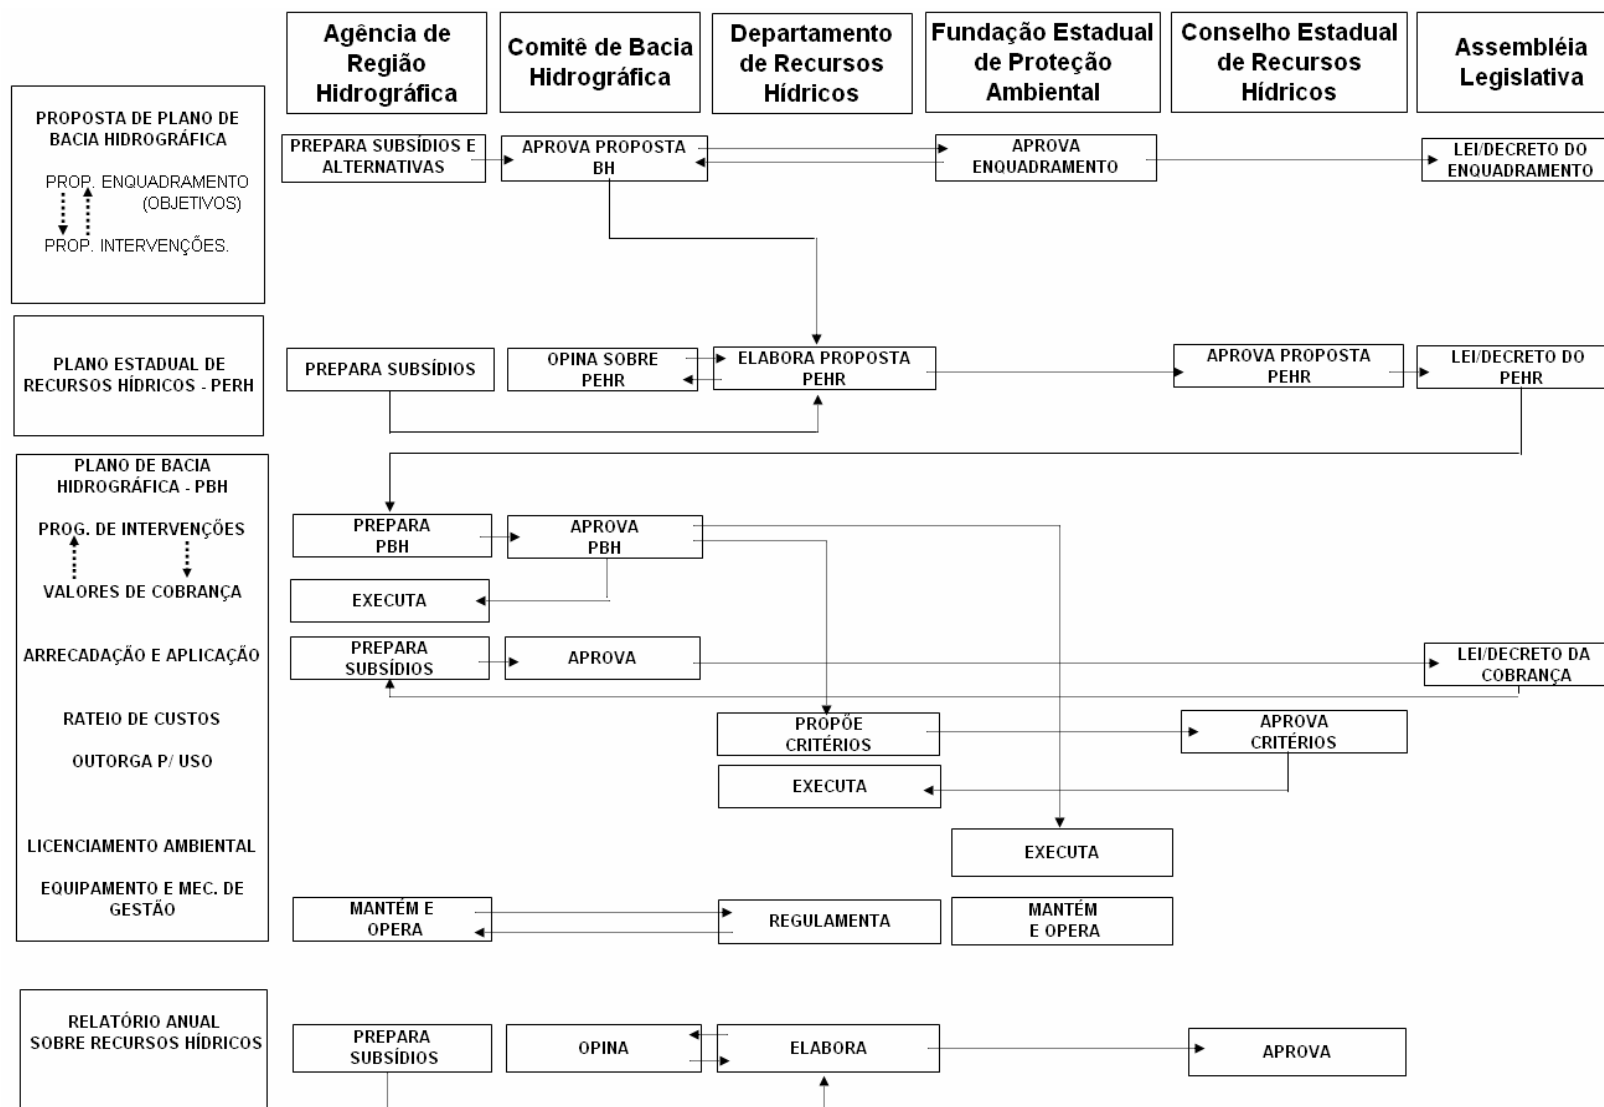 Agência de
Região
Hidrográfica
Comitê de Bacia
Hidrográfica
Departamento
de Recursos
Hídricos
Fundação Estadual
de Proteção
Ambiental
Conselho Estadual
de Recursos
Hídricos
Assembléia
Legislativa
PROPOSTA DE PLANO DE
BACIA HIDROGRÁFICA
PROP. ENQUADRAMENTO
(OBJETIVOS)
PROP. INTERVENÇÕES.
PREPARA SUBSÍDIOS E
ALTERNATIVAS
APROVA PROPOSTA
BH
APROVA
ENQUADRAMENTO
LEI/DECRETO DO
ENQUADRAMENTO
PLANO ESTADUAL DE
RECURSOS HÍDRICOS - PERH
PREPARA SUBSÍDIOS
OPINA SOBRE
PEHR
ELABORA PROPOSTA
PEHR
APROVA PROPOSTA
PEHR
LEI/DECRETO DO
PEHR
PLANO DE BACIA
HIDROGRÁFICA - PBH
PROG. DE INTERVENÇÕES
VALORES DE COBRANÇA
ARRECADAÇÃO E APLICAÇÃO
RATEIO DE CUSTOS
OUTORGA P/ USO
LICENCIAMENTO AMBIENTAL
EQUIPAMENTO E MEC. DE
GESTÃO
PREPARA
PBH
APROVA
PBH
EXECUTA
PREPARA
SUBSÍDIOS
APROVA
LEI/DECRETO DA
COBRANÇA
PROPÕE
CRITÉRIOS
APROVA
CRITÉRIOS
EXECUTA
EXECUTA
MANTÉM E
OPERA
REGULAMENTA
MANTÉM
E OPERA
RELATÓRIO ANUAL
SOBRE RECURSOS HÍDRICOS
PREPARA
SUBSÍDIOS
OPINA
ELABORA
APROVA